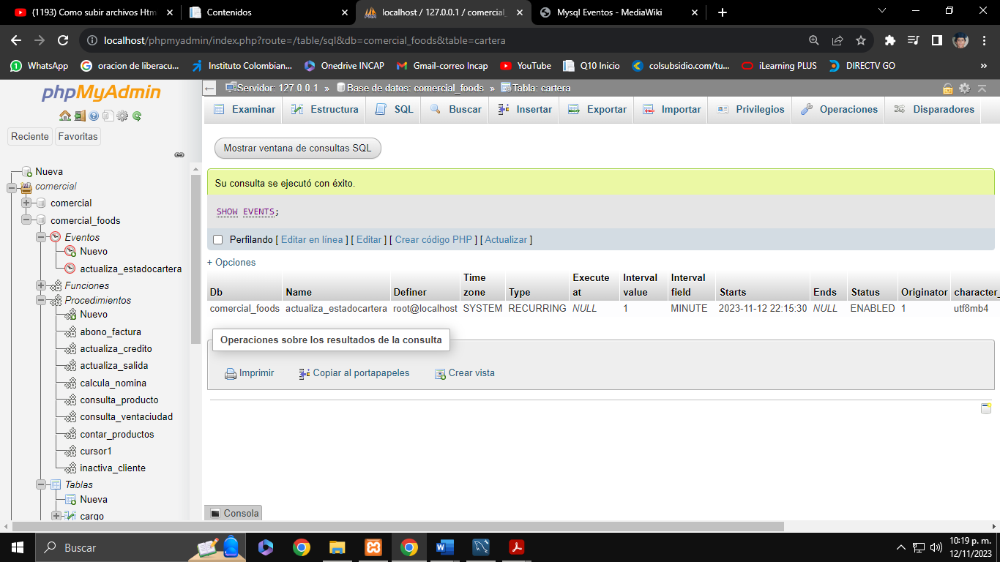 (1193) Como subir archivos Htm
Contenidos
localhost / 127.0.0.1 / comercial_
Mysql Eventos - MediaWiki
localhost/phpmyadmin/index.php?route=/table/sql&db=comercial_foods&table=cartera
WhatsApp
oracion de liberacu...
Instituto Colombian...
Onedrive INCAP
Gmail-correo Incap
YouTube
Q10 Inicio
colsubsidio.com/tu...
iLearning PLUS
DIRECTV GO
»
phpMyAdmin
Reciente
Favoritas
Nueva
comercial
comercial
comercial_foods
Eventos
Nuevo
actualiza_estadocartera
Funciones
Procedimientos
Nuevo
abono_factura
actualiza_credito
actualiza_salida
calcula_nomina
consulta_producto
consulta_ventaciudad
contar_productos
cursor1
inactiva_cliente
Tablas
Nueva
cargo
Servidor: 127.0.0.1 » Base de datos: comercial_foods » Tabla: cartera
Examinar
Estructura
SQL
Buscar
Insertar
Exportar
Importar
Privilegios
Operaciones
Disparadores
Mostrar ventana de consultas SQL
Su consulta se ejecutó con éxito.
SHOW EVENTS;
Perfilando [ Editar en línea ] [ Editar ] [ Crear código PHP ] [ Actualizar ]
+ Opciones
Db Name Definer Time zone Type Execute at Interval value Interval field Starts Ends Status Originator character_
comercial_foods actualiza_estadocartera root@localhost SYSTEM RECURRING NULL 1 MINUTE 2023-11-12 22:15:30 NULL ENABLED 1 utf8mb4
Operaciones sobre los resultados de la consulta
Imprimir
Copiar al portapapeles
Crear vista
Consola
Buscar
10:19 p. m.
12/11/2023